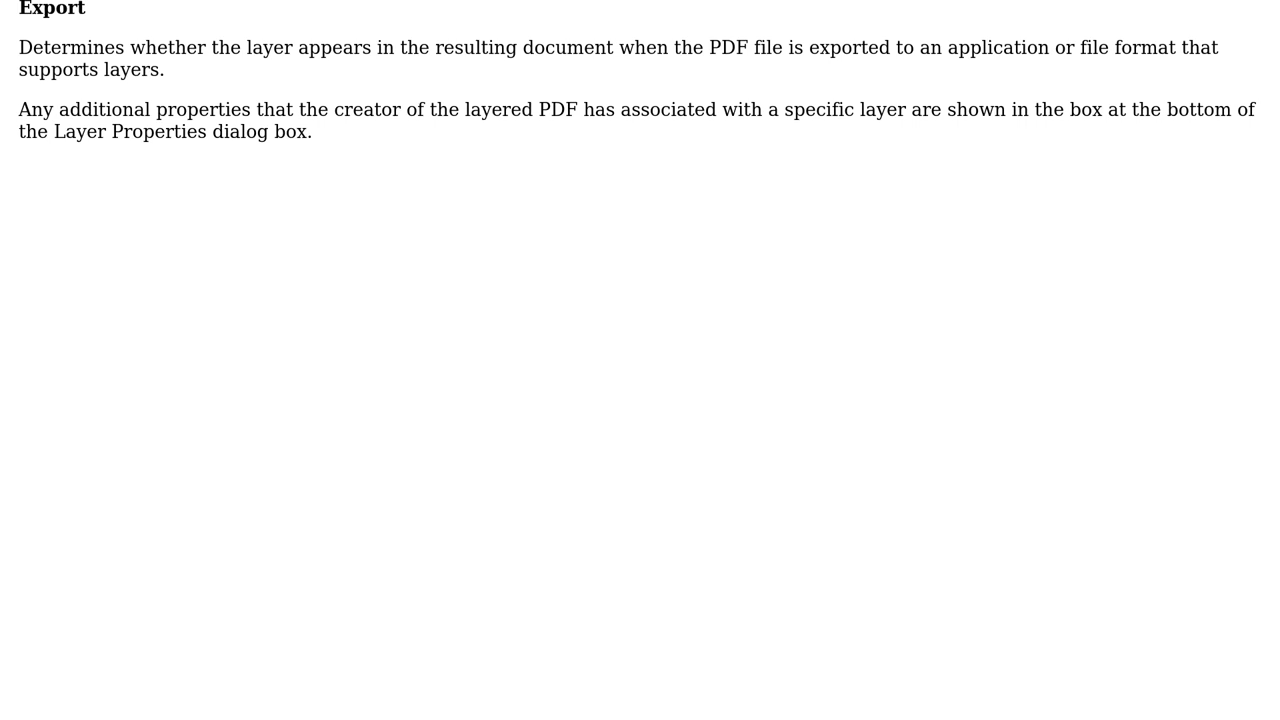 Export
Determines whether the layer appears in the resulting document when the PDF file is exported to an application or file format that
supports layers.
Any additional properties that the creator of the layered PDF has associated with a specific layer are shown in the box at the bottom of
the Layer Properties dialog box.